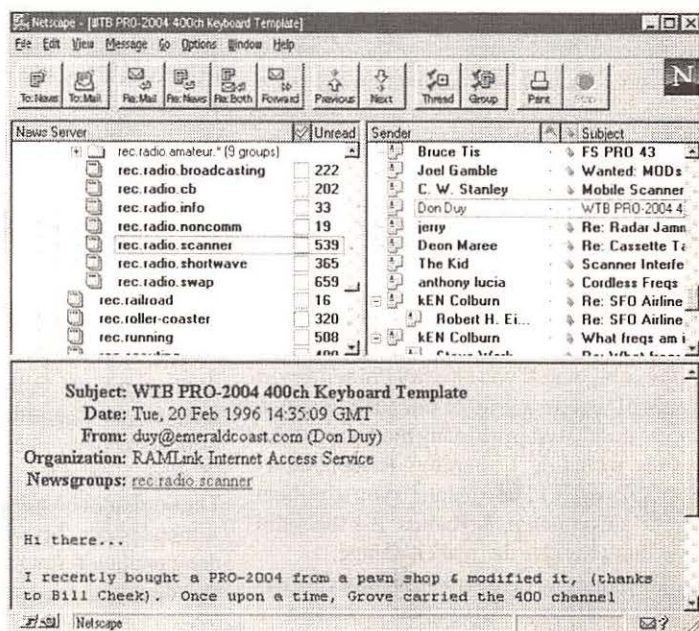 Netscape - [WTB PRO-2004 400ch Keyboard Template]
File Edit View Message Go Options Window Help
To: News To: Mail Re: Mail Re: News Re: Both Forward Previous Next Thread Group Print Stop
N
News Server Unread
rec.radio.amateur.* (9 groups)
rec.radio.broadcasting 222
rec.radio.cb 202
rec.radio.info 33
rec.radio.noncomm 19
rec.radio.scanner 539
rec.radio.shortwave 365
rec.radio.swap 659
rec.railroad 16
rec.roller-coaster 320
rec.running 508
Sender Subject
Bruce Tis FS PRO 43
Joel Gamble Wanted: MODs
C. W. Stanley Mobile Scanner
Don Duy WTB PRO-2004 4
jerry Re: Radar Jamm
Deon Maree Re: Cassette Ta
The Kid Scanner Interfe
anthony lucia Cordless Freqs
kEN Colburn Re: SFO Airline
Robert H. Ei... Re: SFO Airline
kEN Colburn What freqs am i
Subject: WTB PRO-2004 400ch Keyboard Template
Date: Tue, 20 Feb 1996 14:35:09 GMT
From: duy@emeraldcoast.com (Don Duy)
Organization: RAMLink Internet Access Service
Newsgroups: rec.radio.scanner
Hi there...
I recently bought a PRO-2004 from a pawn shop & modified it, (thanks
to Bill Cheek). Once upon a time, Grove carried the 400 channel
Netscape